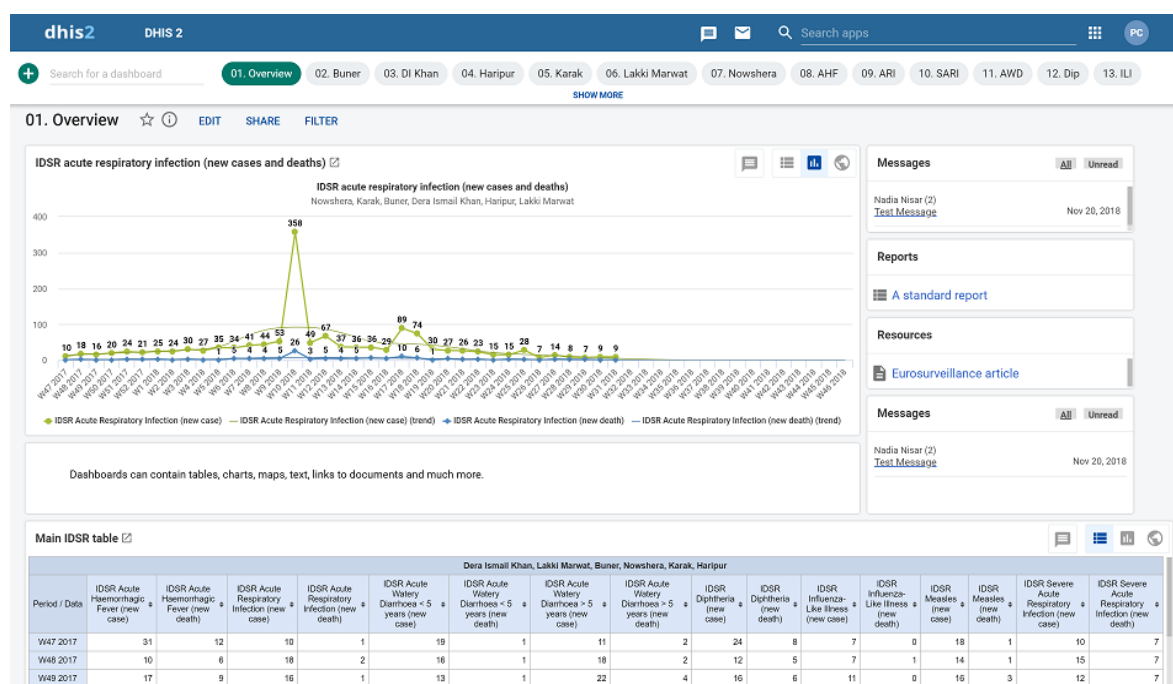 dhis2 DHIS 2 Search apps PC
Search for a dashboard 01. Overview 02. Buner 03. DI Khan 04. Haripur 05. Karak 06. Lakki Marwat 07. Nowshera 08. AHF 09. ARI 10. SARI 11. AWD 12. Dip 13. ILI
SHOW MORE
01. Overview EDIT SHARE FILTER
IDSR acute respiratory infection (new cases and deaths)
IDSR acute respiratory infection (new cases and deaths)
Nowshera, Karak, Buner, Dera Ismail Khan, Haripur, Lakki Marwat
400
300
200
100
0
358
10 18 16 20 24 21 25 24 30 27 35 34 41 44 53 49 67 37 36 36 29 89 74 30 27 26 23 15 15 28 7 14 8 7 9 9
1 5 4 4 5 26 3 5 4 5 10 6 1
IDSR Acute Respiratory Infection (new case) IDSR Acute Respiratory Infection (new case) (trend) IDSR Acute Respiratory Infection (new death) IDSR Acute Respiratory Infection (new death) (trend)
Messages All Unread
Nadia Nisar (2)
Test Message Nov 20, 2018
Reports
A standard report
Resources
Eurosurveillance article
Messages All Unread
Nadia Nisar (2)
Test Message Nov 20, 2018
Dashboards can contain tables, charts, maps, text, links to documents and much more.
Main IDSR table
Dera Ismail Khan, Lakki Marwat, Buner, Nowshera, Karak, Haripur
Period / Data
IDSR Acute Haemorrhagic Fever (new case)
IDSR Acute Haemorrhagic Fever (new death)
IDSR Acute Respiratory Infection (new case)
IDSR Acute Respiratory Infection (new death)
IDSR Acute Watery Diarrhoea < 5 years (new case)
IDSR Acute Watery Diarrhoea < 5 years (new death)
IDSR Acute Watery Diarrhoea > 5 years (new case)
IDSR Acute Watery Diarrhoea > 5 years (new death)
IDSR Diphtheria (new case)
IDSR Diphtheria (new death)
IDSR Influenza-Like Illness (new case)
IDSR Influenza-Like Illness (new death)
IDSR Measles (new case)
IDSR Measles (new death)
IDSR Severe Acute Respiratory Infection (new case)
IDSR Severe Acute Respiratory Infection (new death)
W47 2017 31 12 10 1 19 1 11 2 24 8 7 0 18 1 10 7
W48 2017 10 6 18 2 16 1 18 2 12 5 7 1 14 1 15 7
W49 2017 17 9 16 1 13 1 22 4 16 6 11 0 16 3 12 7